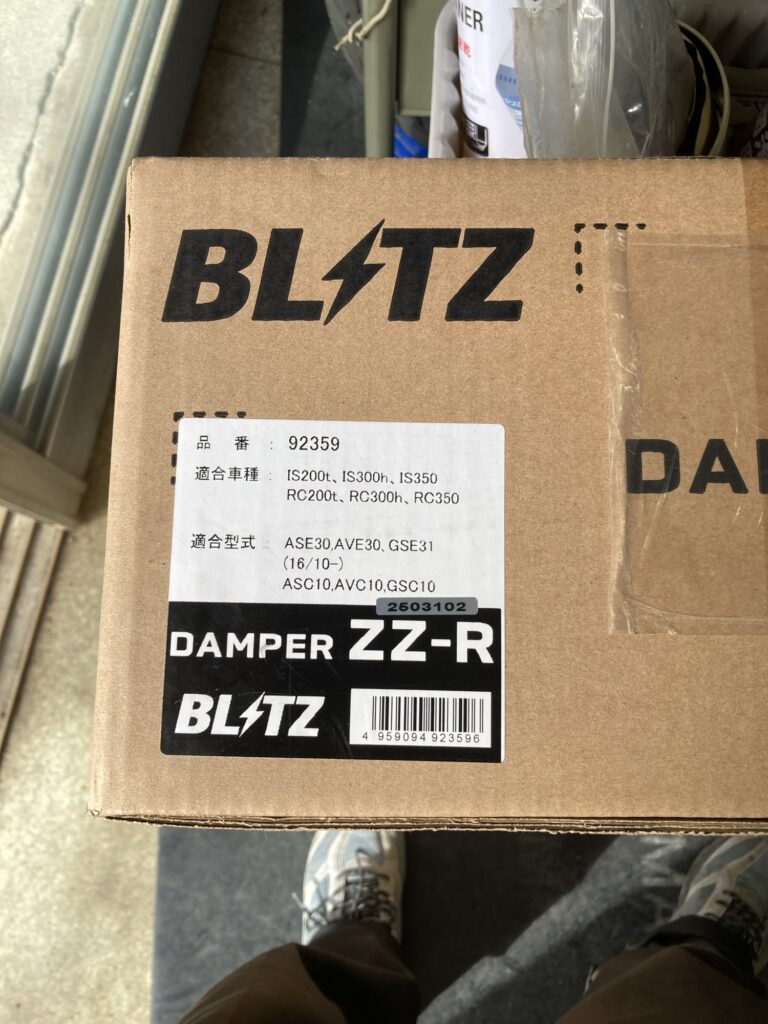 NER
BLITZ
DA
品 番 : 92359
適合車種 : IS200t、IS300h、IS350
RC200t、RC300h、RC350
適合型式 : ASE30,AVE30,GSE31
(16/10-)
ASC10,AVC10,GSC10
2503102
DAMPER ZZ-R
BLITZ
4 959094 923596